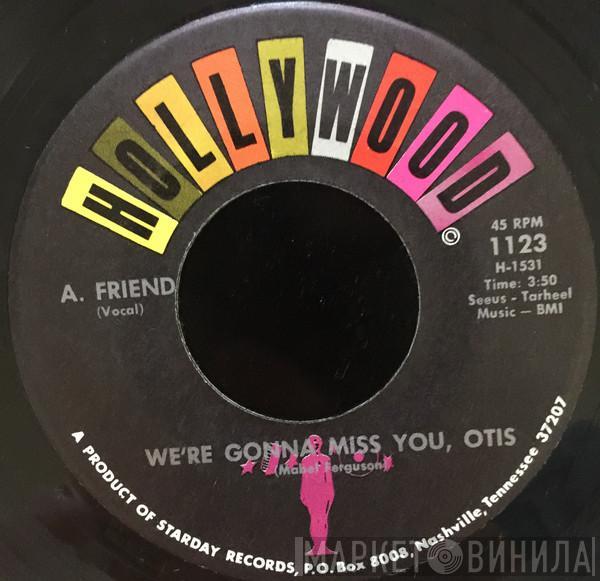 HOLLYWOOD
©
45 RPM
1123
H-1531
Time: 3:50
Seeus - Tarheel
Music — BMI
A. FRIEND
(Vocal)
WE'RE GONNA MISS YOU, OTIS
(Mabel Ferguson)
A PRODUCT OF STARDAY RECORDS, P.O. Box 8008, Nashville, Tennessee 37207
МАРКЕТ ВИНИЛА